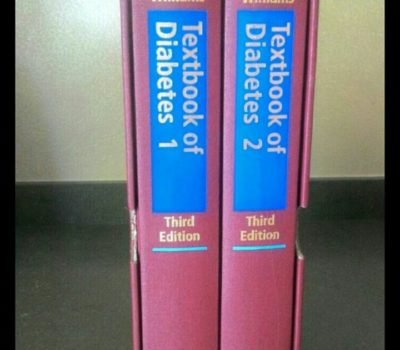 Williams
Textbook of
Diabetes 1
Third
Edition
Williams
Textbook of
Diabetes 2
Third
Edition